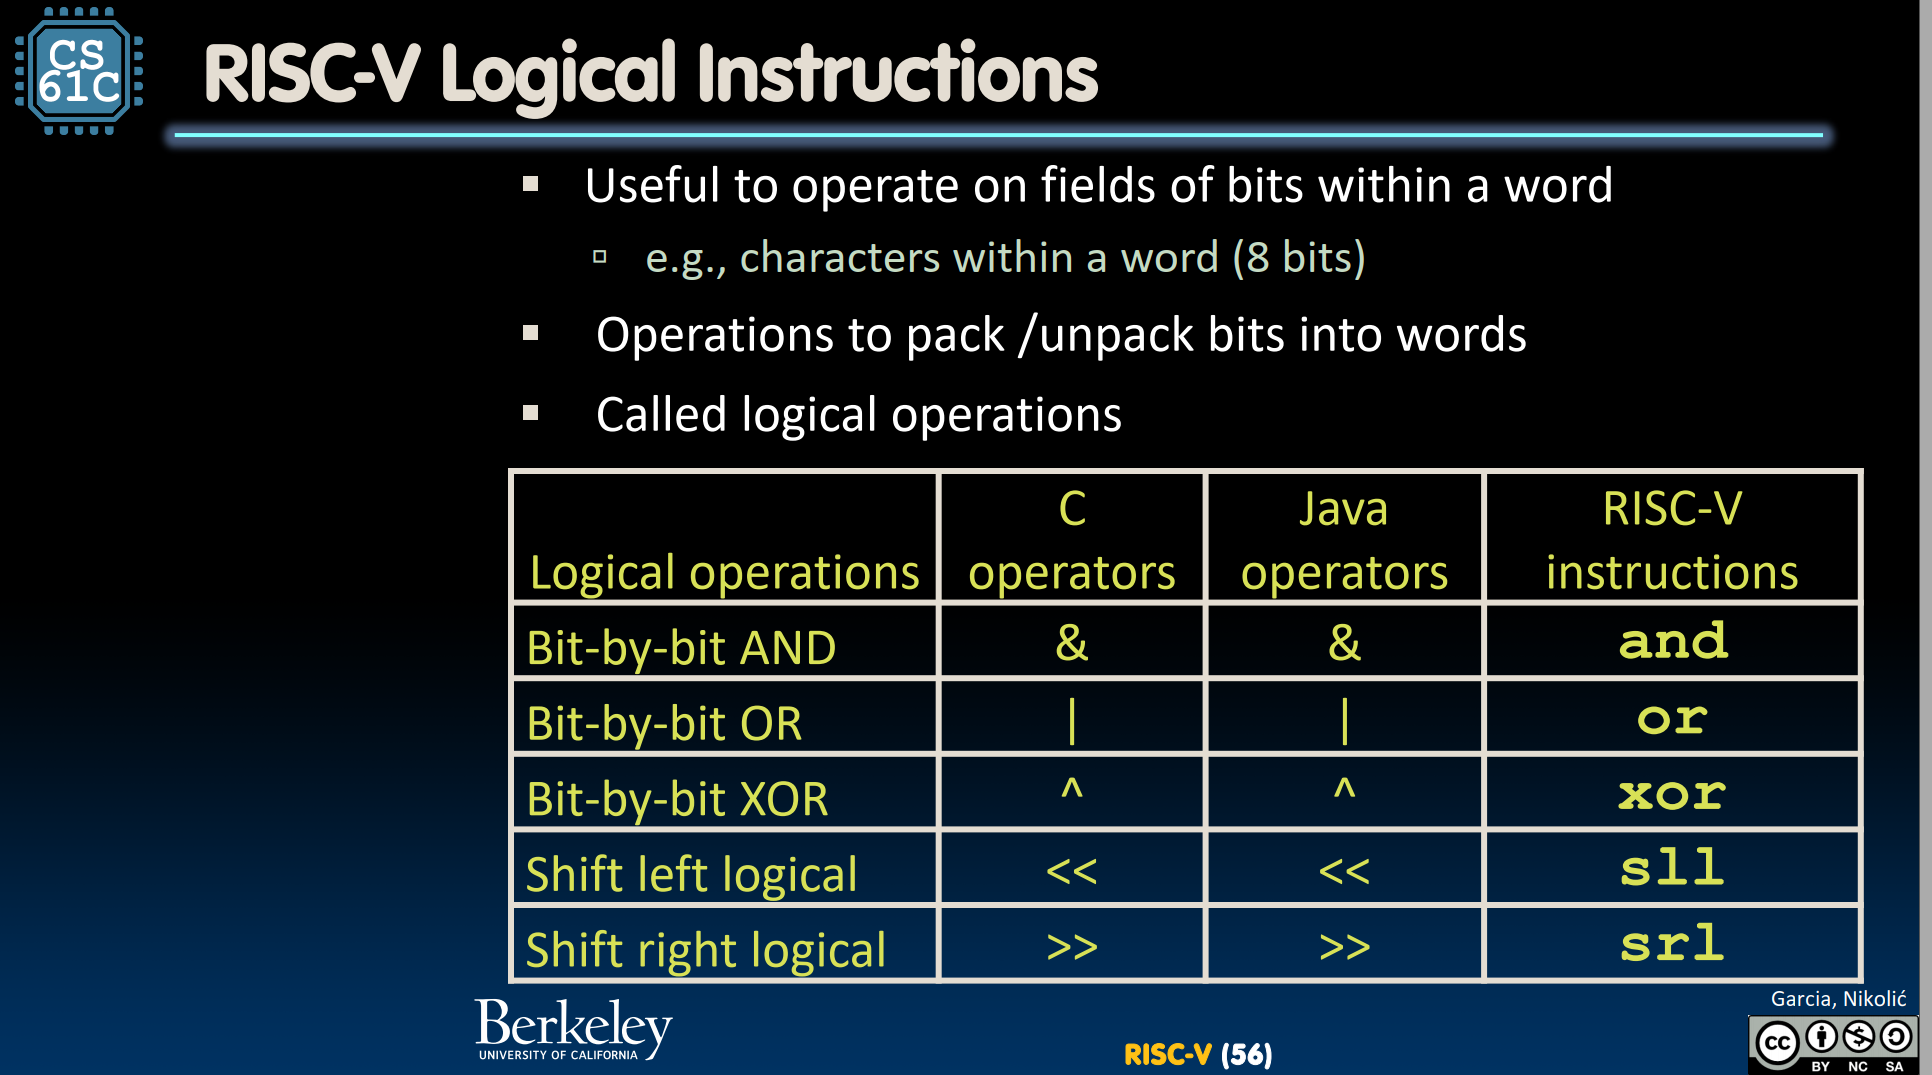 CS
61C
RISC-V Logical Instructions
Useful to operate on fields of bits within a word
e.g., characters within a word (8 bits)
Operations to pack /unpack bits into words
Called logical operations
Logical operations C operators Java operators RISC-V instructions
Bit-by-bit AND & & and
Bit-by-bit OR | | or
Bit-by-bit XOR ^ ^ xor
Shift left logical << << sll
Shift right logical >> >> srl
Berkeley
UNIVERSITY OF CALIFORNIA
RISC-V (56)
Garcia, Nikolić
cc
BY NC SA